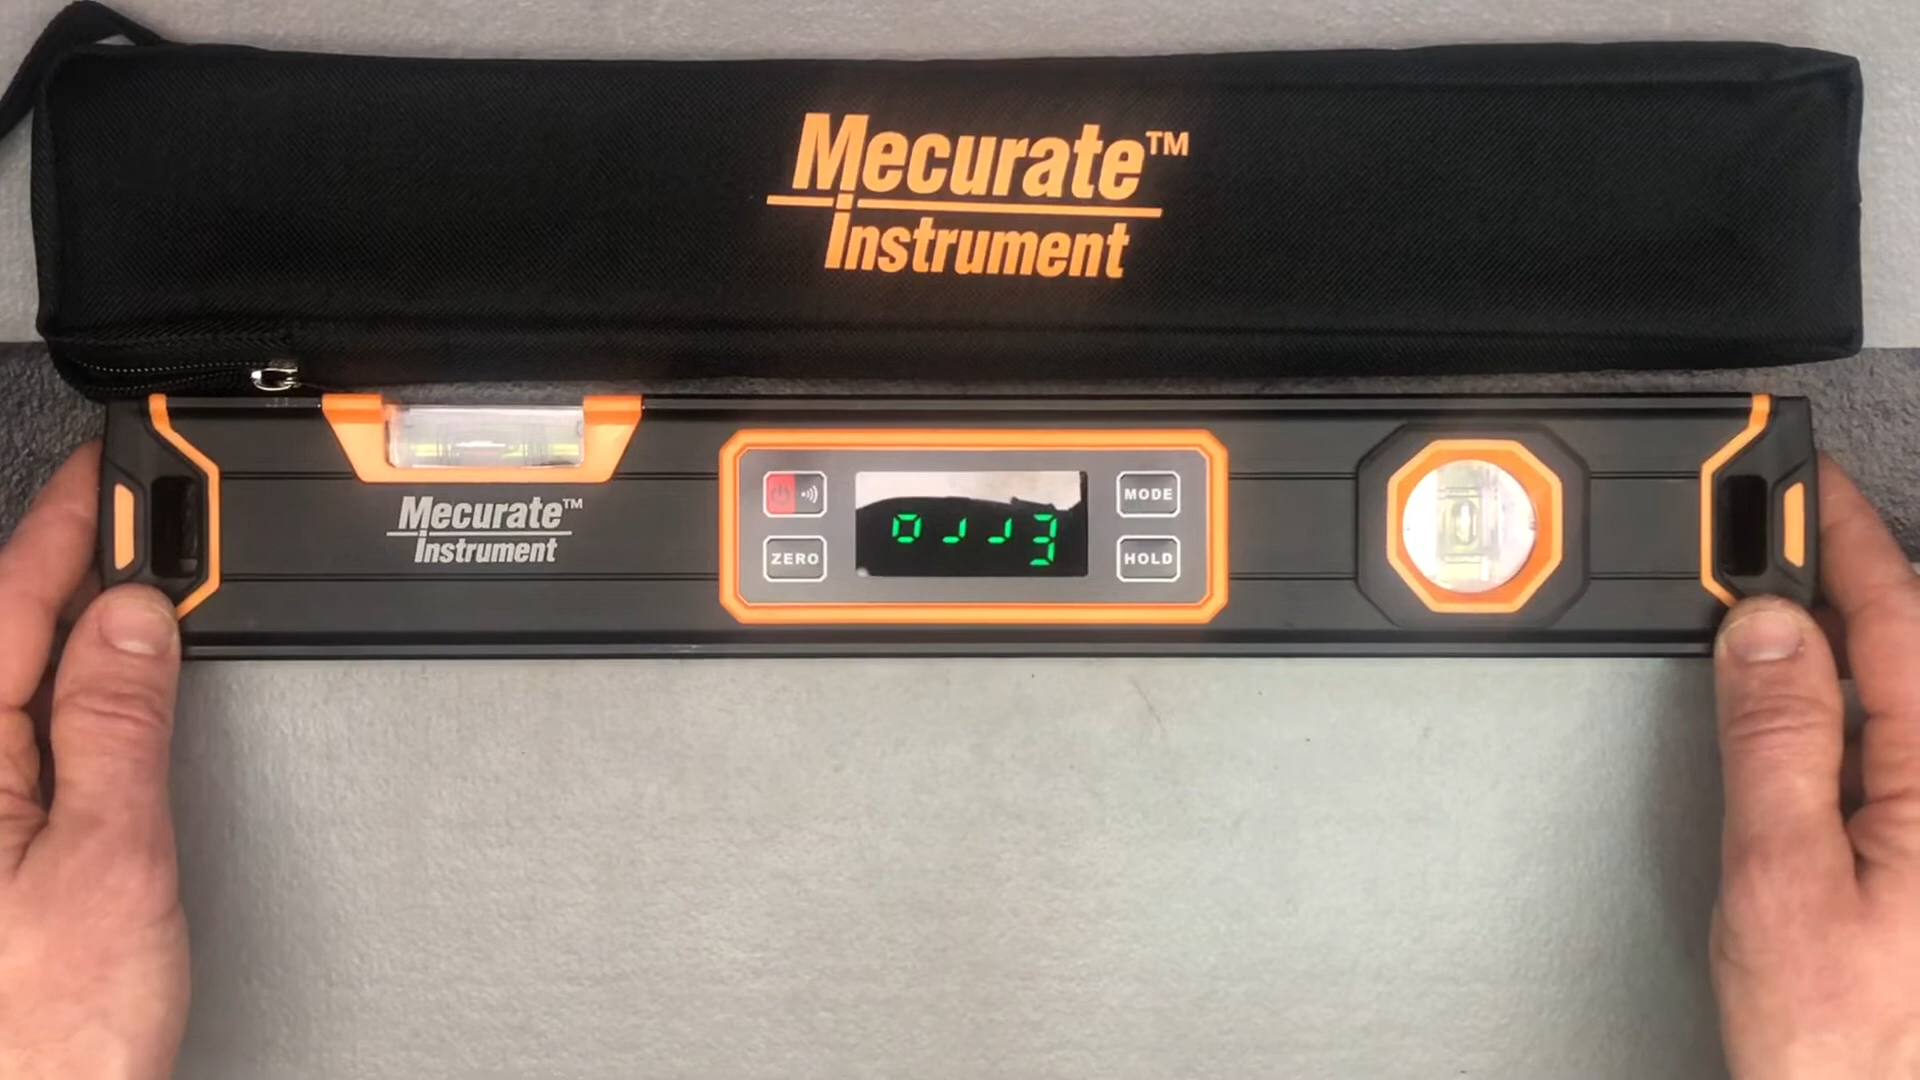 Mecurate™
Instrument
Mecurate™
Instrument
ZERO
MODE
HOLD